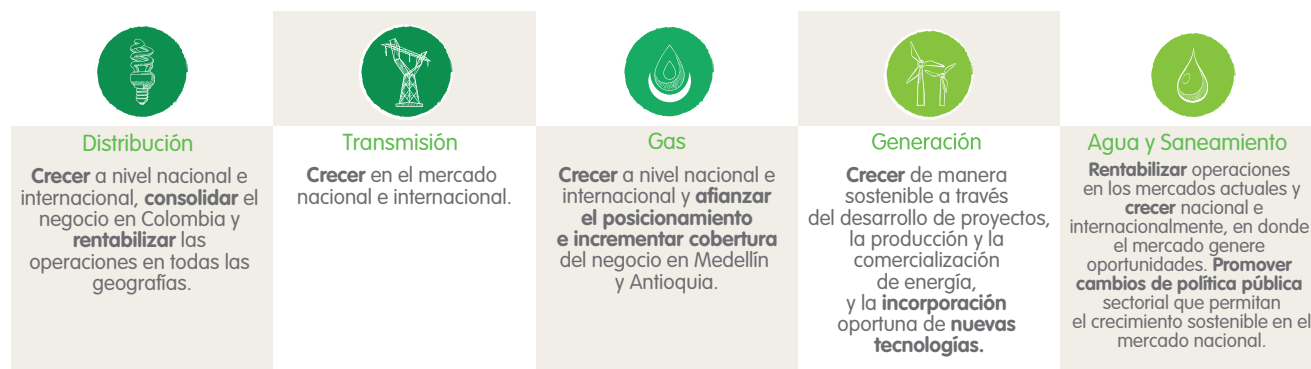 Distribución
Crecer a nivel nacional e
internacional, consolidar el
negocio en Colombia y
rentabilizar las
operaciones en todas las
geografías.
Transmisión
Crecer en el mercado
nacional e internacional.
Gas
Crecer a nivel nacional e
internacional y afianzar
el posicionamiento
e incrementar cobertura
del negocio en Medellín
y Antioquia.
Generación
Crecer de manera
sostenible a través
del desarrollo de proyectos,
la producción y la
comercialización
de energía,
y la incorporación
oportuna de nuevas
tecnologías.
Agua y Saneamiento
Rentabilizar operaciones
en los mercados actuales y
crecer nacional e
internacionalmente, en donde
el mercado genere
oportunidades. Promover
cambios de política pública
sectorial que permitan
el crecimiento sostenible en el
mercado nacional.